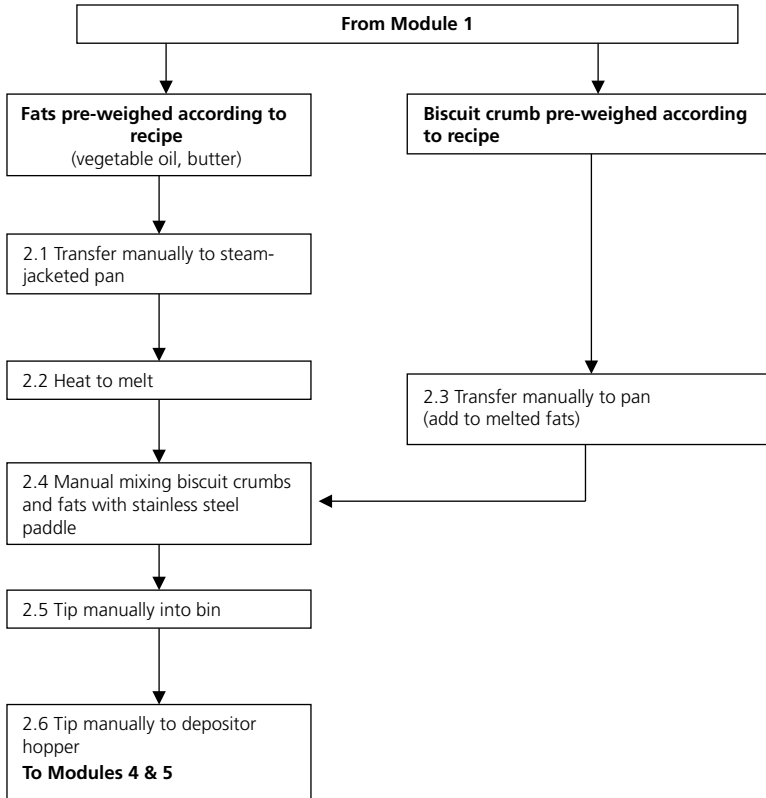 From Module 1
Fats pre-weighed according to
recipe
(vegetable oil, butter)
Biscuit crumb pre-weighed according
to recipe
2.1 Transfer manually to steam-
jacketed pan
2.2 Heat to melt
2.3 Transfer manually to pan
(add to melted fats)
2.4 Manual mixing biscuit crumbs
and fats with stainless steel
paddle
2.5 Tip manually into bin
2.6 Tip manually to depositor
hopper
To Modules 4 & 5